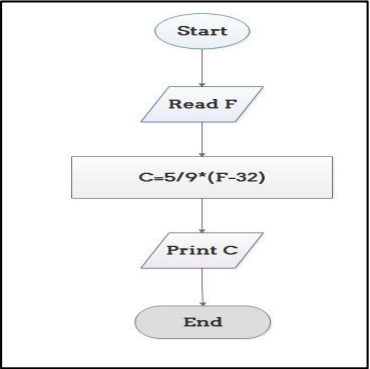 Start
Read F
C=5/9*(F-32)
Print C
End